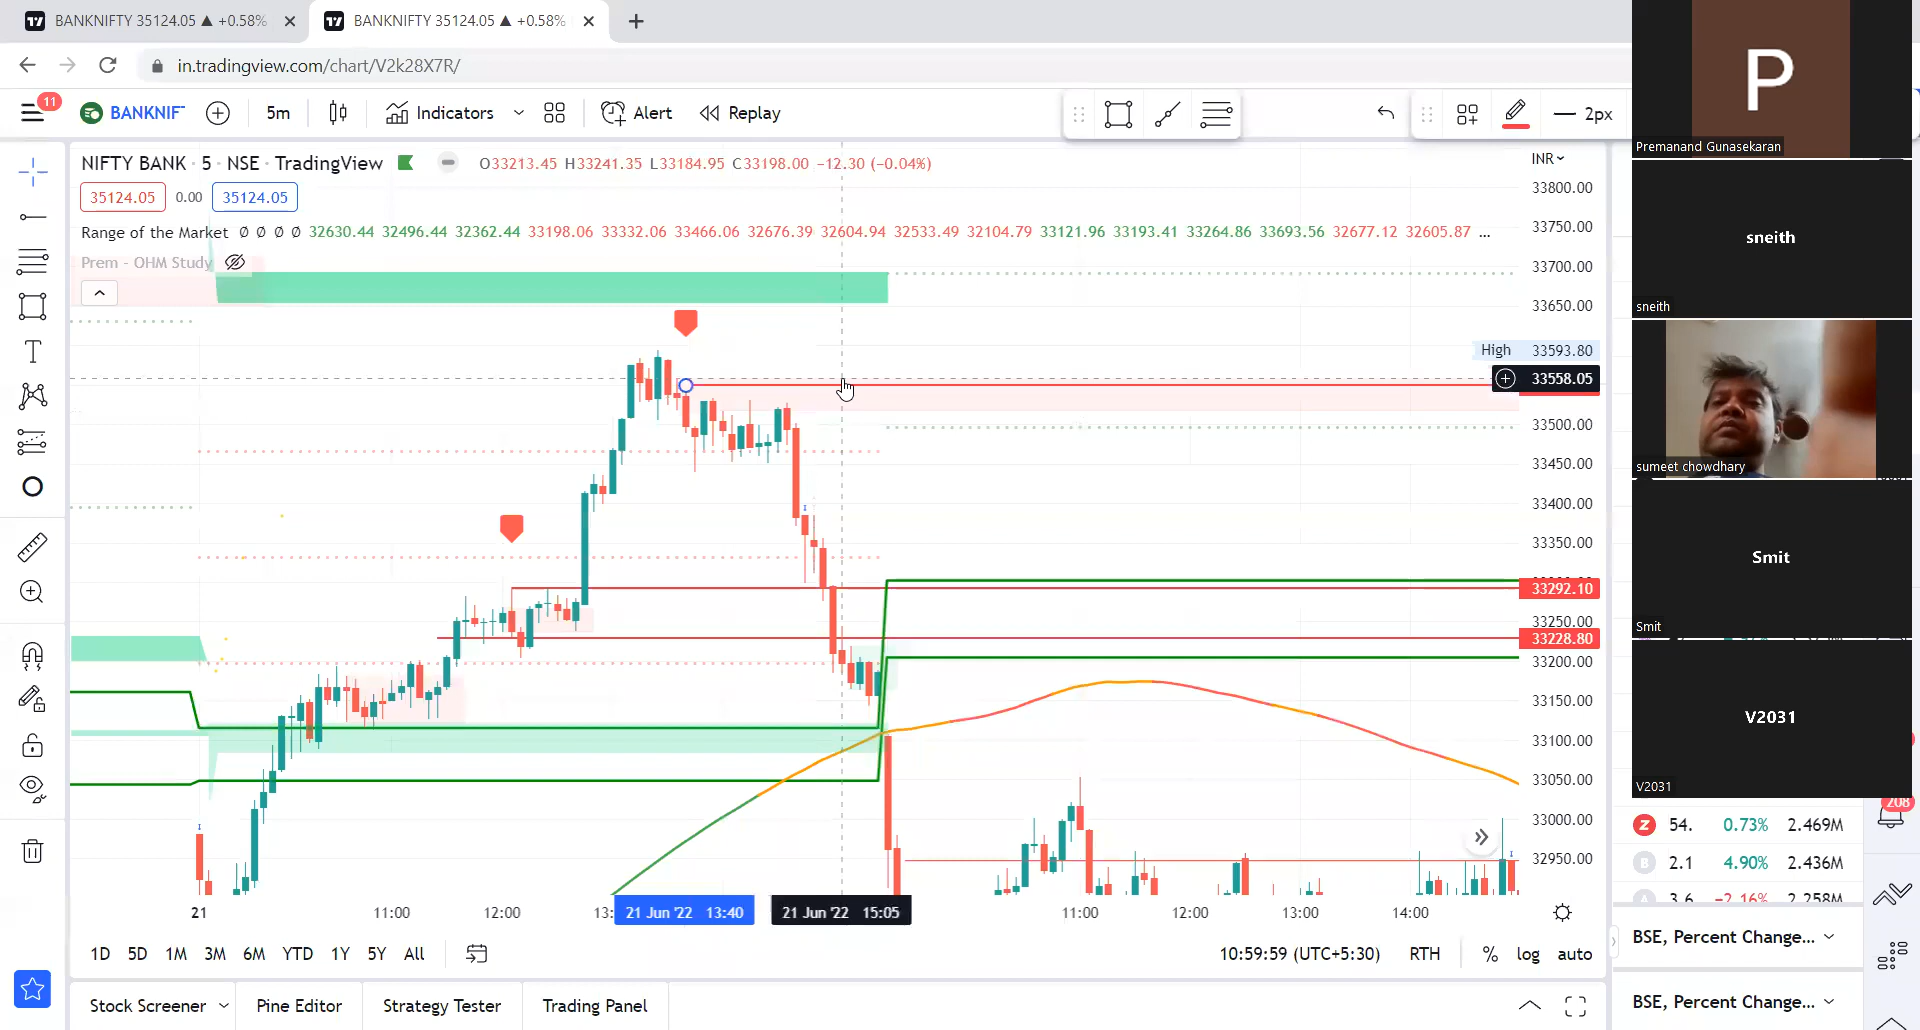 BANKNIFTY 35124.05 ▲ +0.58%
BANKNIFTY 35124.05 ▲ +0.58%
in.tradingview.com/chart/V2k28X7R/
11
BANKNIF
5m
Indicators
Alert
Replay
2px
NIFTY BANK · 5 · NSE · TradingView
O33213.45 H33241.35 L33184.95 C33198.00 −12.30 (−0.04%)
INR
35124.05 0.00 35124.05
Range of the Market Ø Ø Ø Ø 32630.44 32496.44 32362.44 33198.06 33332.06 33466.06 32676.39 32604.94 32533.49 32104.79 33121.96 33193.41 33264.86 33693.56 32677.12 32605.87 ...
Prem - OHM Study
33800.00
33750.00
33700.00
33650.00
High 33593.80
33558.05
33500.00
33450.00
33400.00
33350.00
33292.10
33250.00
33228.80
33200.00
33150.00
33100.00
33050.00
33000.00
32950.00
21 11:00 12:00 13: 21 Jun '22 13:40 21 Jun '22 15:05 11:00 12:00 13:00 14:00
1D 5D 1M 3M 6M YTD 1Y 5Y All
10:59:59 (UTC+5:30) RTH % log auto
Stock Screener Pine Editor Strategy Tester Trading Panel
P
Premanand Gunasekaran
sneith
sneith
sumeet chowdhary
Smit
Smit
V2031
V2031
208
Z 54. 0.73% 2.469M
B 2.1 4.90% 2.436M
A 3.6 −2.16% 2.258M
BSE, Percent Change...
BSE, Percent Change...